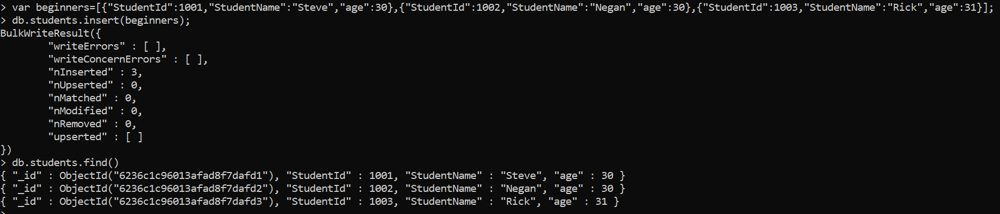 > var beginners=[{"StudentId":1001,"StudentName":"Steve","age":30},{"StudentId":1002,"StudentName":"Negan","age":30},{"StudentId":1003,"StudentName":"Rick","age":31}];
> db.students.insert(beginners);
BulkWriteResult({
        "writeErrors" : [ ],
        "writeConcernErrors" : [ ],
        "nInserted" : 3,
        "nUpserted" : 0,
        "nMatched" : 0,
        "nModified" : 0,
        "nRemoved" : 0,
        "upserted" : [ ]
})
> db.students.find()
{ "_id" : ObjectId("6236c1c96013afad8f7dafd1"), "StudentId" : 1001, "StudentName" : "Steve", "age" : 30 }
{ "_id" : ObjectId("6236c1c96013afad8f7dafd2"), "StudentId" : 1002, "StudentName" : "Negan", "age" : 30 }
{ "_id" : ObjectId("6236c1c96013afad8f7dafd3"), "StudentId" : 1003, "StudentName" : "Rick", "age" : 31 }
>